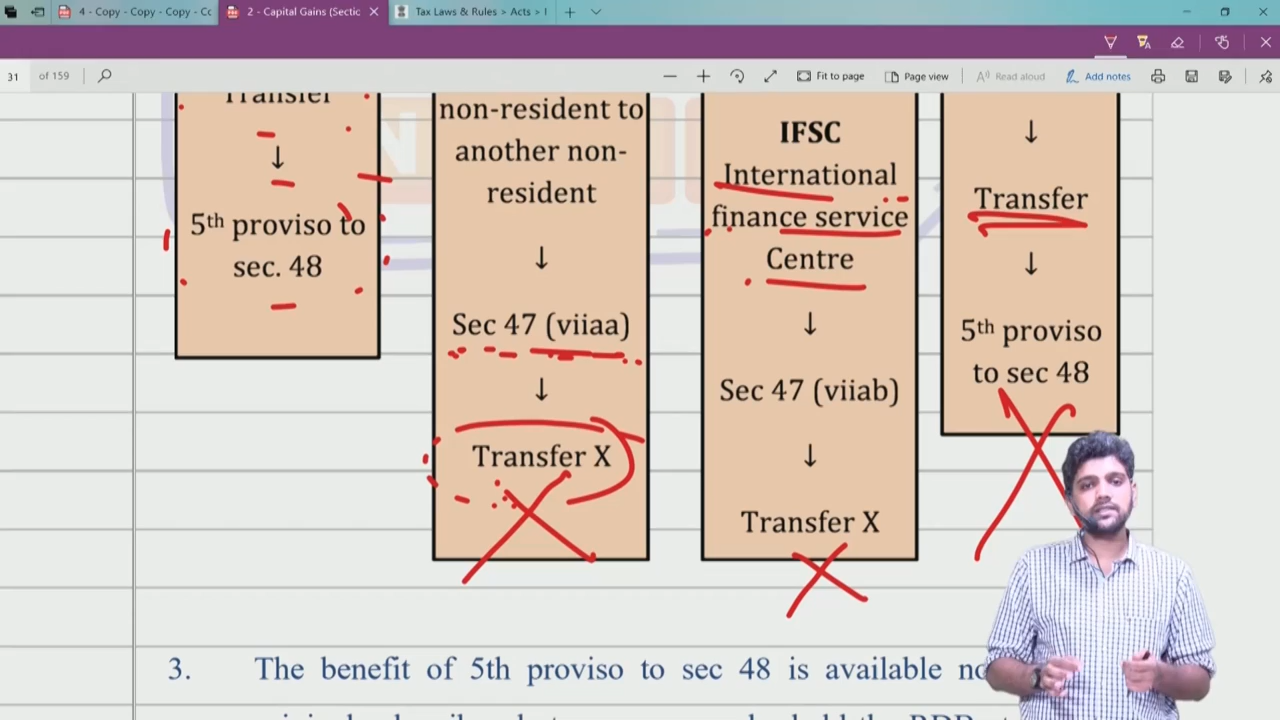 4 - Copy - Copy - Copy - Cc
2 - Capital Gains (Sectic
Tax Laws & Rules > Acts > I
31 of 159
Fit to page
Page view
Read aloud
Add notes
Transfer
↓
5th proviso to
sec. 48
non-resident to
another non-
resident
↓
Sec 47 (viiaa)
↓
Transfer X
IFSC
International
finance service
Centre
↓
Sec 47 (viiab)
↓
Transfer X
↓
Transfer
↓
5th proviso
to sec 48
3. The benefit of 5th proviso to sec 48 is available